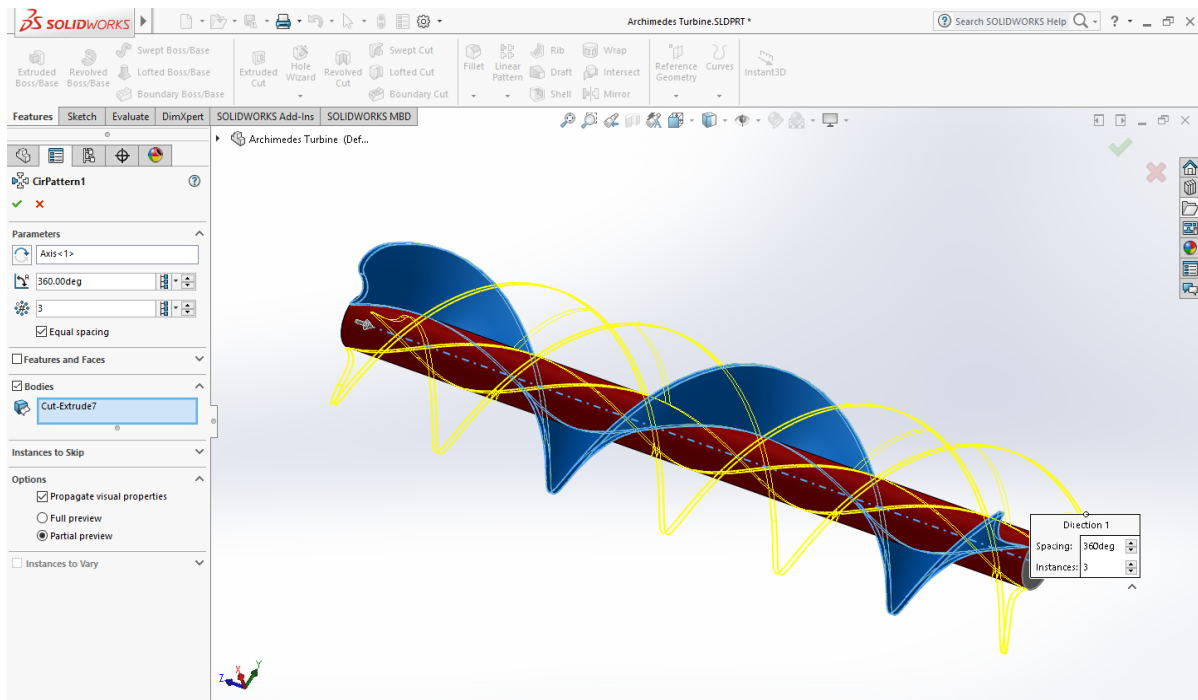 SOLIDWORKS
Archimedes Turbine.SLDPRT *
Search SOLIDWORKS Help
?
Extruded Boss/Base
Revolved Boss/Base
Swept Boss/Base
Lofted Boss/Base
Boundary Boss/Base
Extruded Cut
Hole Wizard
Revolved Cut
Swept Cut
Lofted Cut
Boundary Cut
Fillet
Linear Pattern
Rib
Draft
Shell
Wrap
Intersect
Mirror
Reference Geometry
Curves
Instant3D
Features
Sketch
Evaluate
DimXpert
SOLIDWORKS Add-Ins
SOLIDWORKS MBD
Archimedes Turbine (Def...
CirPattern1
Parameters
Axis<1>
360.00deg
3
Equal spacing
Features and Faces
Bodies
Cut-Extrude7
Instances to Skip
Options
Propagate visual properties
Full preview
Partial preview
Instances to Vary
Direction 1
Spacing: 360deg
Instances: 3
Z
X
Y